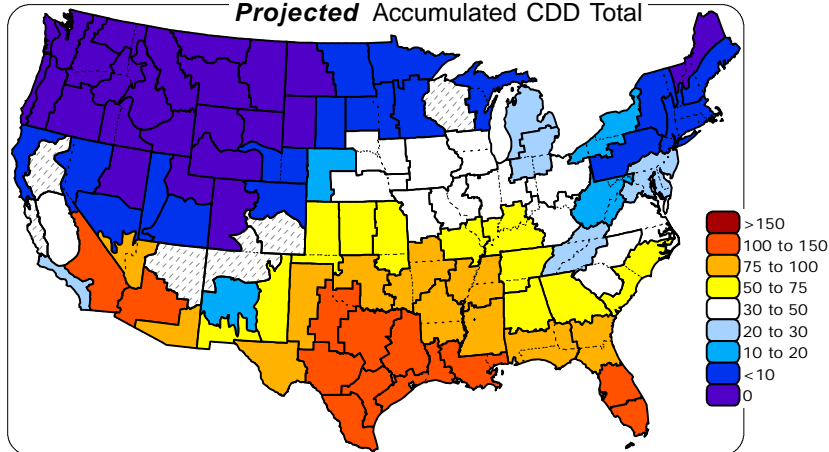 Projected Accumulated CDD Total
>150
100 to 150
75 to 100
50 to 75
30 to 50
20 to 30
10 to 20
<10
0